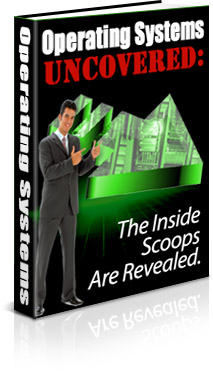 Operating Systems
Operating Systems
UNCOVERED:
The Inside
Scoops
Are Revealed.